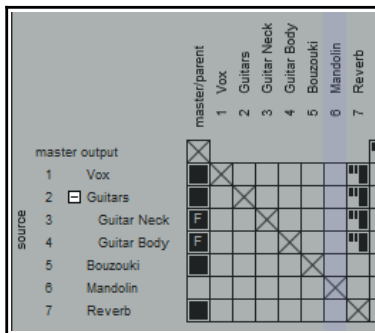 master/parent
1 Vox
2 Guitars
3 Guitar Neck
4 Guitar Body
5 Bouzouki
6 Mandolin
7 Reverb
source
master output
1 Vox
2 Guitars
3 Guitar Neck F
4 Guitar Body F
5 Bouzouki
6 Mandolin
7 Reverb